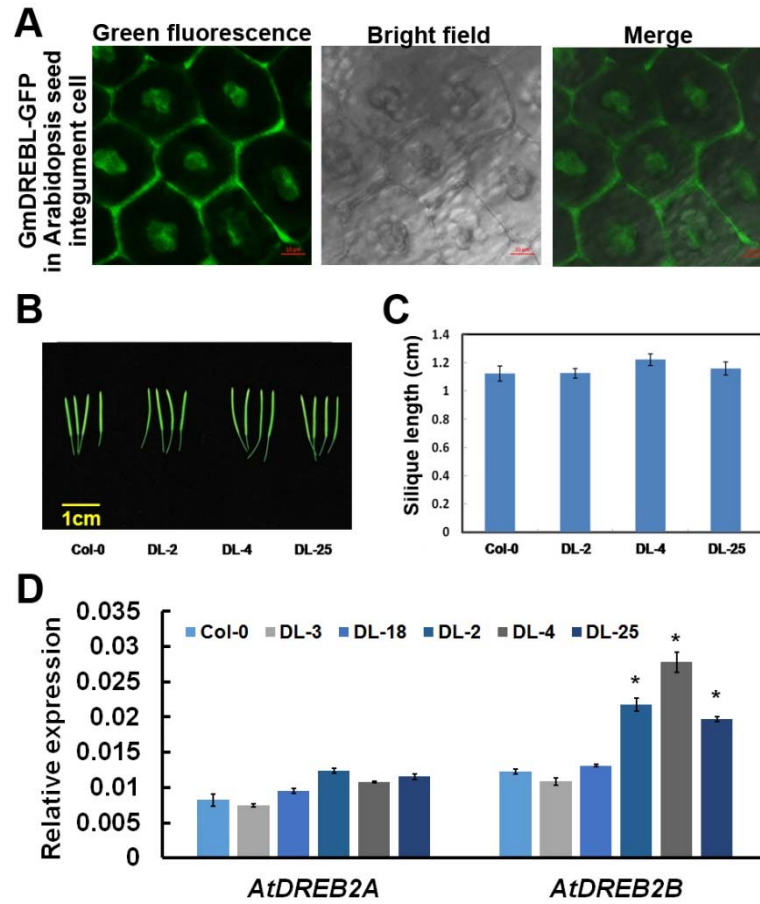 A
Green fluorescence Bright field Merge
GmDREBL-GFP
in Arabidopsis seed
integument cell
10 μm 10 μm
B
1cm
Col-0 DL-2 DL-4 DL-25
C
Silique length (cm)
1.4
1.2
1
0.8
0.6
0.4
0.2
0
Col-0 DL-2 DL-4 DL-25
D
Relative expression
0.035
0.03
0.025
0.02
0.015
0.01
0.005
0
Col-0 DL-3 DL-18 DL-2 DL-4 DL-25
* * *
AtDREB2A AtDREB2B